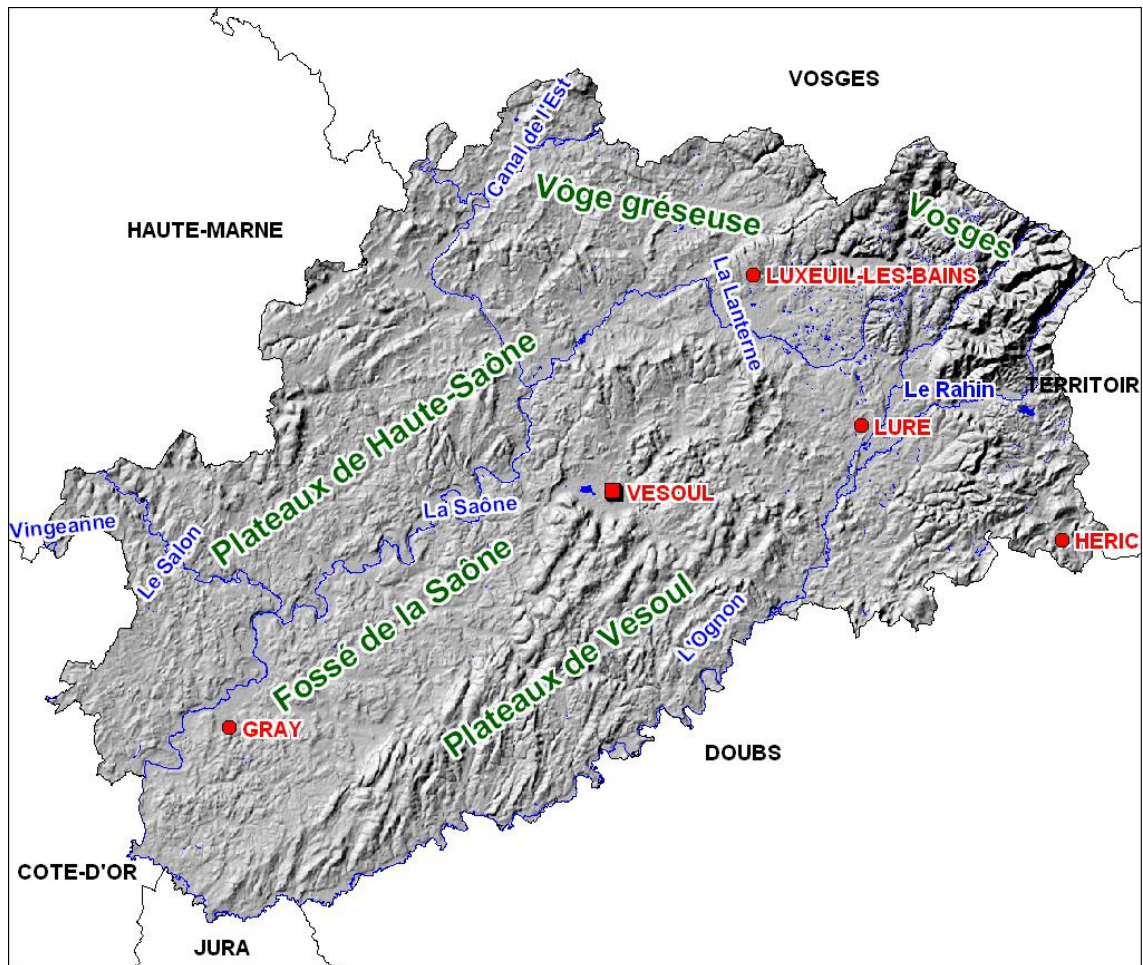 VOSGES
Canal de l'Est
Vôge gréseuse
Vosges
HAUTE-MARNE
LUXEUIL-LES-BAINS
La Lanterne
Plateaux de Haute-Saône
Le Rahin
TERRITOIR
LURE
VESOUL
La Saône
Vingeanne
Le Salon
HERIC
Fossé de la Saône
Plateaux de Vesoul
L'Ognon
GRAY
DOUBS
COTE-D'OR
JURA